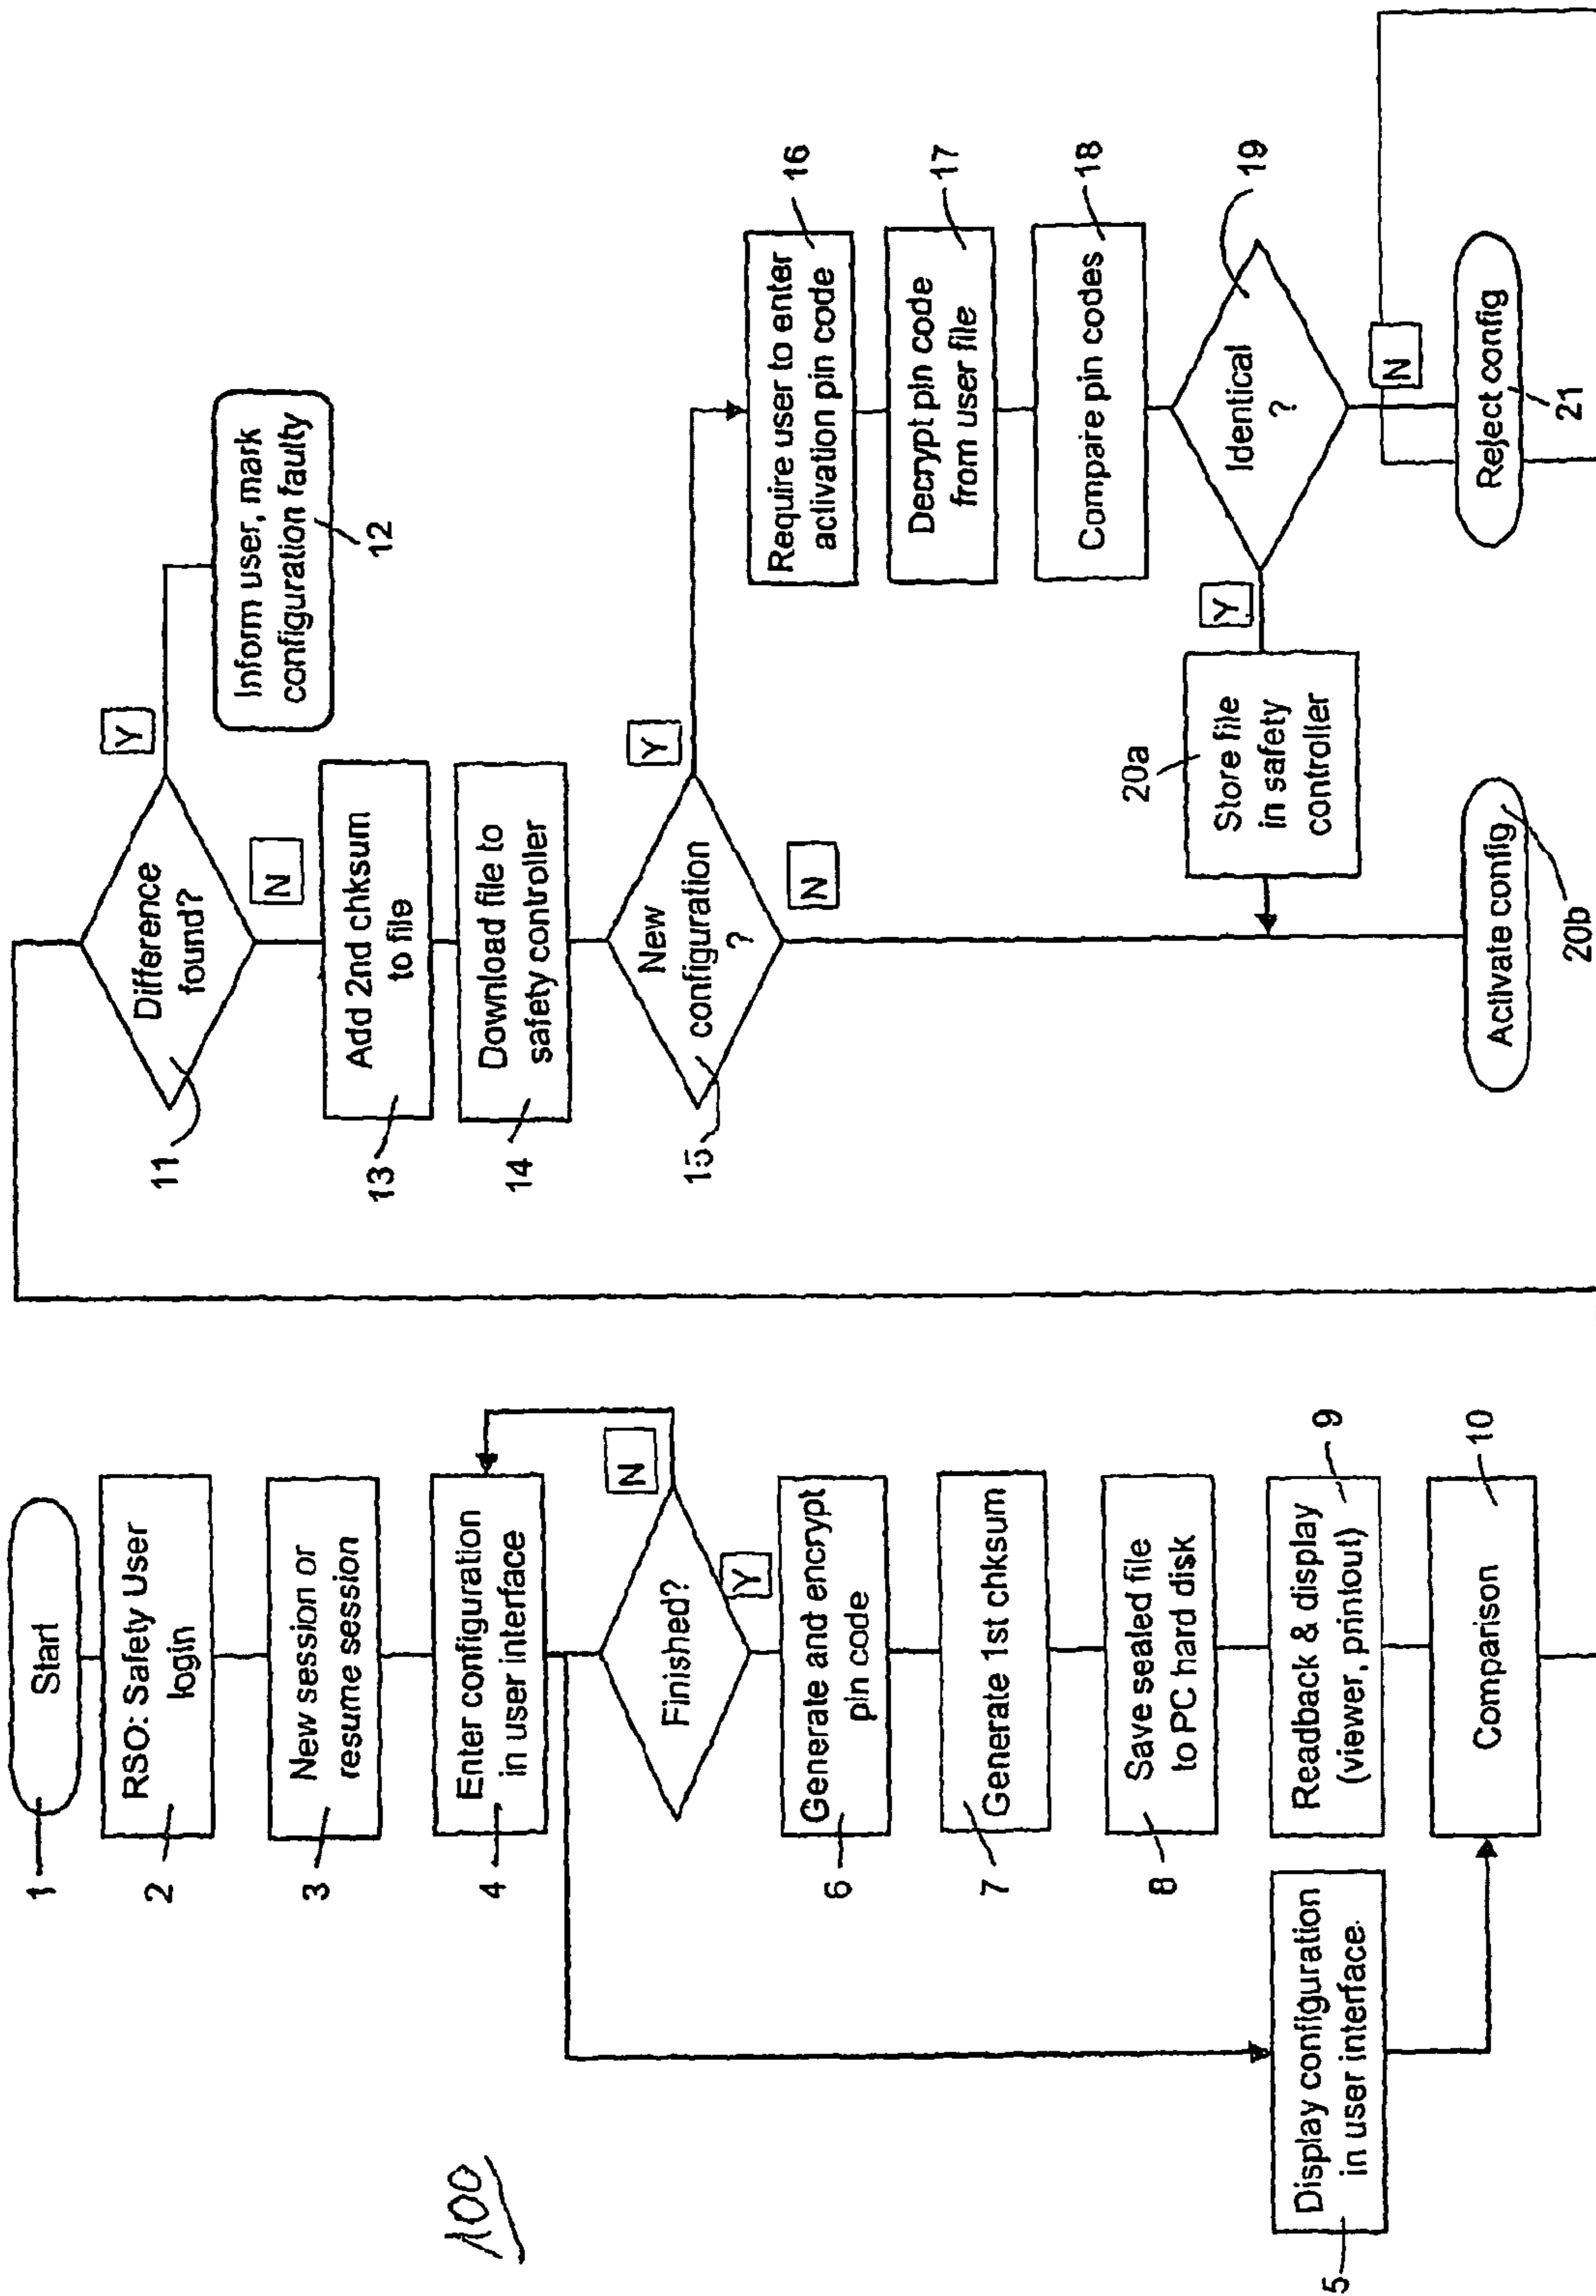 1
Start
2
RSO: Safety User
login
3
New session or
resume session
4
Enter configuration
in user interface
N
Finished?
Y
6
Generate and encrypt
pin code
7
Generate 1st chksum
8
Save sealed file
to PC hard disk
5
Display configuration
in user interface.
Readback & display
(viewer, printout)
9
Comparison
10
100
11
Difference
found?
Y
Inform user, mark
configuration faulty
12
N
13
Add 2nd chksum
to file
14
Download file to
safety controller
15
New
configuration
?
Y
N
Require user to enter
activation pin code
16
Decrypt pin code
from user file
17
Compare pin codes
18
Identical
?
19
Y
20a
Store file
in safety
controller
N
Activate config
20b
Reject config
21